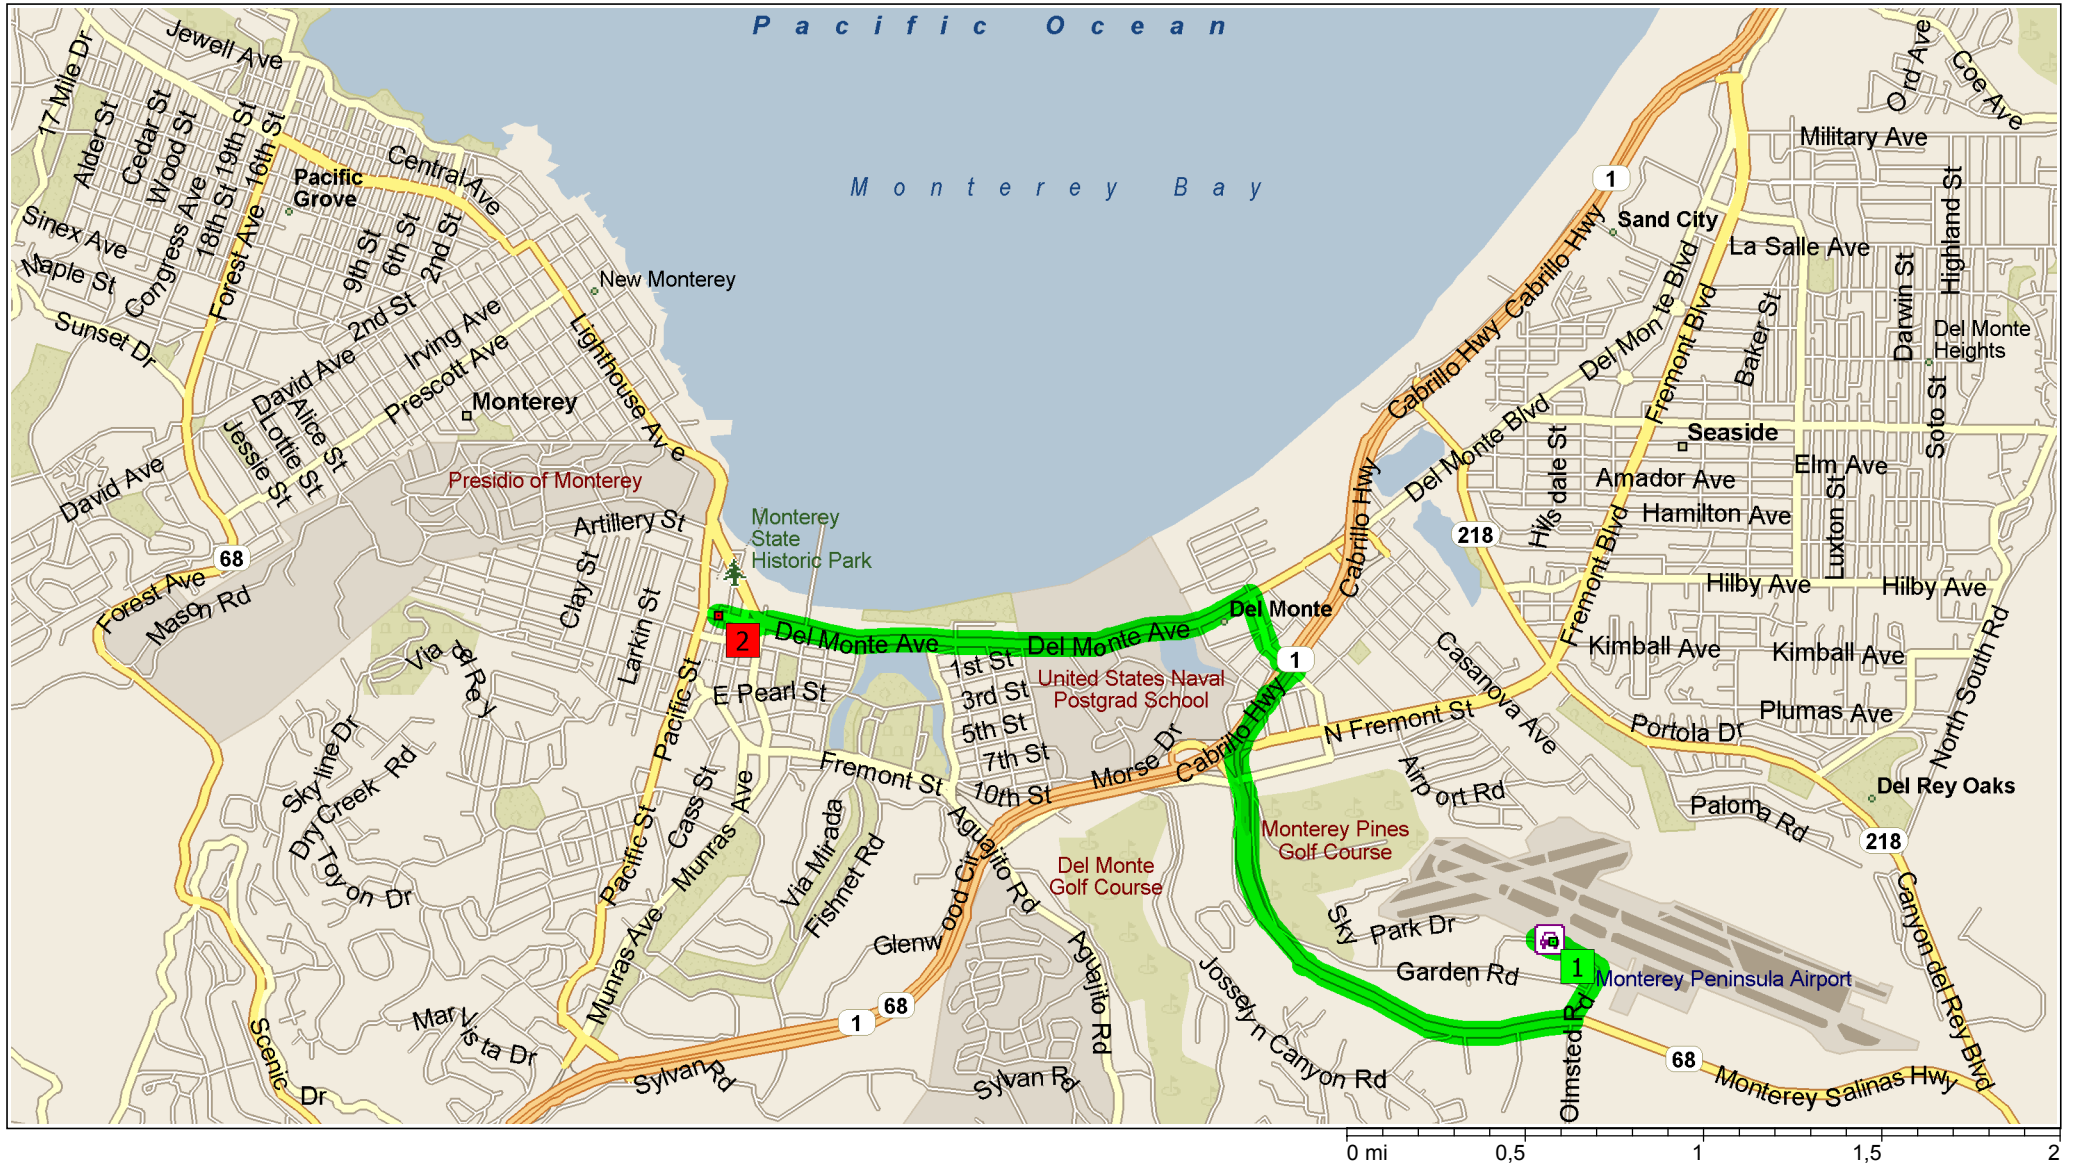 Pacific Ocean
Jewell Ave
17 Mile Dr
Alder St
Cedar St
Wood St
Congress Ave
18th St
19th St
16th St
Central Ave
Pacific
Grove
Sinex Ave
Maple St
Forest Ave
9th St
6th St
2nd St
2nd St
Sunset Dr
David Ave
Irving Ave
Prescott Ave
Alice St
Lottie St
Jessie St
David Ave
Monterey
New Monterey
Lighthouse Ave
Monterey Bay
Presidio of Monterey
Artillery St
Monterey
State
Historic Park
68
Forest Ave
Mason Rd
Clay St
Larkin St
Via del Rey
Skyline Dr
Dry Creek Rd
Toyon Dr
Mar Vista Dr
Scenic Dr
Pacific St
Pacific St
Cass St
Munras Ave
Munras Ave
E Pearl St
2
Del Monte Ave
Del Monte Ave
1st St
3rd St
5th St
7th St
10th St
Fremont St
Via Mirada
Fishnet Rd
Glenwood Cir
Aguajito Rd
Aguajito Rd
1
68
Sylvan Rd
Sylvan Rd
United States Naval
Postgrad School
Morse Dr
Cabrillo Hwy
Del Monte
1
Del Monte
Golf Course
Monterey Pines
Golf Course
Josselyn Canyon Rd
Sky
Park Dr
Garden Rd
1
Monterey Peninsula Airport
Olmsted Rd
68
Monterey Salinas Hwy
Airport Rd
N Fremont St
Casanova Ave
Cabrillo Hwy
Cabrillo Hwy
Cabrillo Hwy
Cabrillo Hwy
1
Sand City
Ord Ave
Coe Ave
Military Ave
Highland St
La Salle Ave
Darwin St
Del Monte
Heights
Del Monte Blvd
Del Monte Blvd
Fremont Blvd
Baker St
Soto St
Seaside
Elm Ave
Amador Ave
Hamilton Ave
Luxton St
Hillsdale St
218
Hilby Ave
Hilby Ave
Fremont Blvd
Kimball Ave
Kimball Ave
Plumas Ave
Portola Dr
North South Rd
Del Rey Oaks
Paloma Rd
218
Canyon del Rey Blvd
0 mi 0,5 1 1,5 2